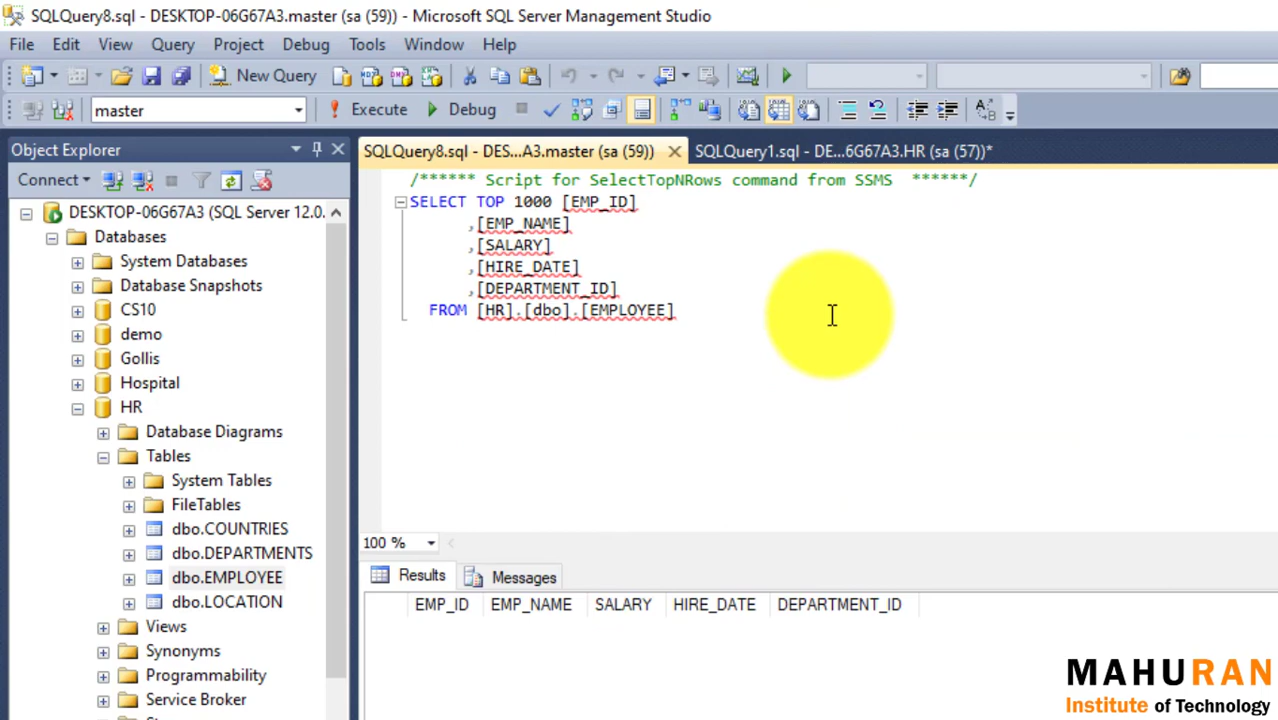 SQLQuery8.sql - DESKTOP-06G67A3.master (sa (59)) - Microsoft SQL Server Management Studio
File Edit View Query Project Debug Tools Window Help
New Query
master Execute Debug
Object Explorer
Connect
DESKTOP-06G67A3 (SQL Server 12.0.
Databases
System Databases
Database Snapshots
CS10
demo
Gollis
Hospital
HR
Database Diagrams
Tables
System Tables
FileTables
dbo.COUNTRIES
dbo.DEPARTMENTS
dbo.EMPLOYEE
dbo.LOCATION
Views
Synonyms
Programmability
Service Broker
SQLQuery8.sql - DES...A3.master (sa (59)) SQLQuery1.sql - DE...6G67A3.HR (sa (57))*
/****** Script for SelectTopNRows command from SSMS ******/
SELECT TOP 1000 [EMP_ID]
,[EMP_NAME]
,[SALARY]
,[HIRE_DATE]
,[DEPARTMENT_ID]
FROM [HR].[dbo].[EMPLOYEE]
100 %
Results Messages
EMP_ID EMP_NAME SALARY HIRE_DATE DEPARTMENT_ID
MAHURAN
Institute of Technology